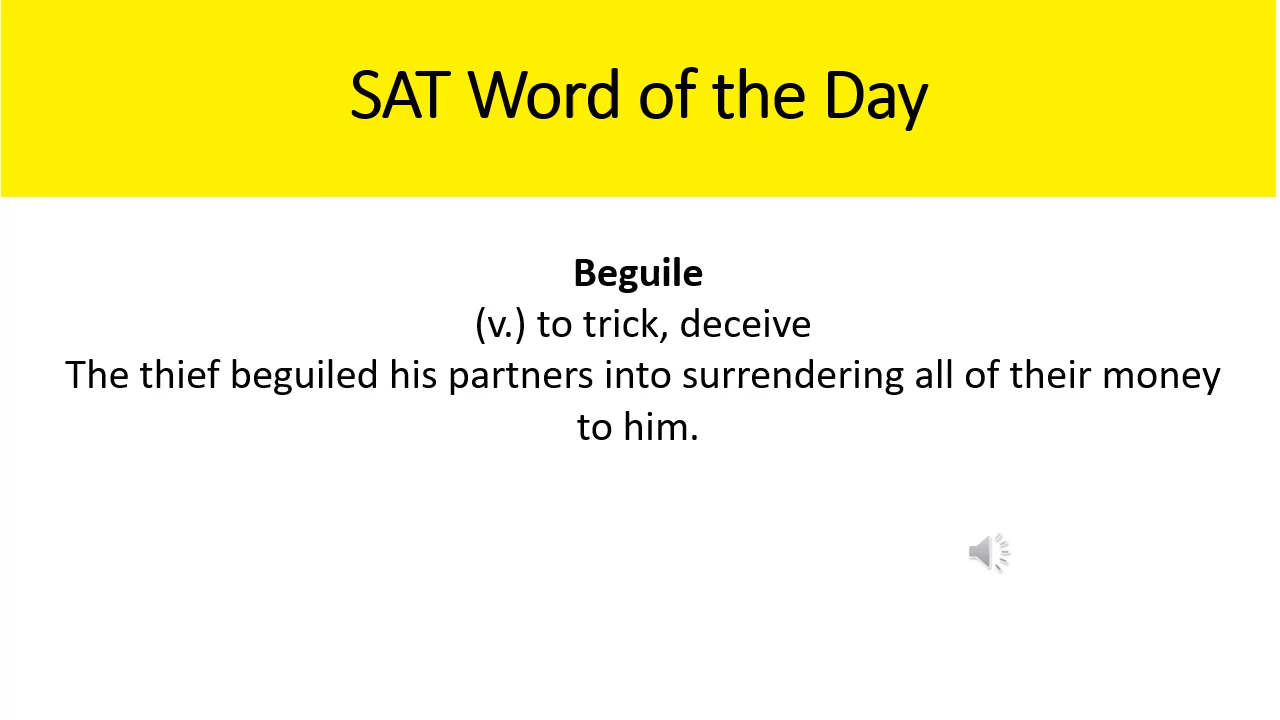 SAT Word of the Day
Beguile
(v.) to trick, deceive
The thief beguiled his partners into surrendering all of their money
to him.